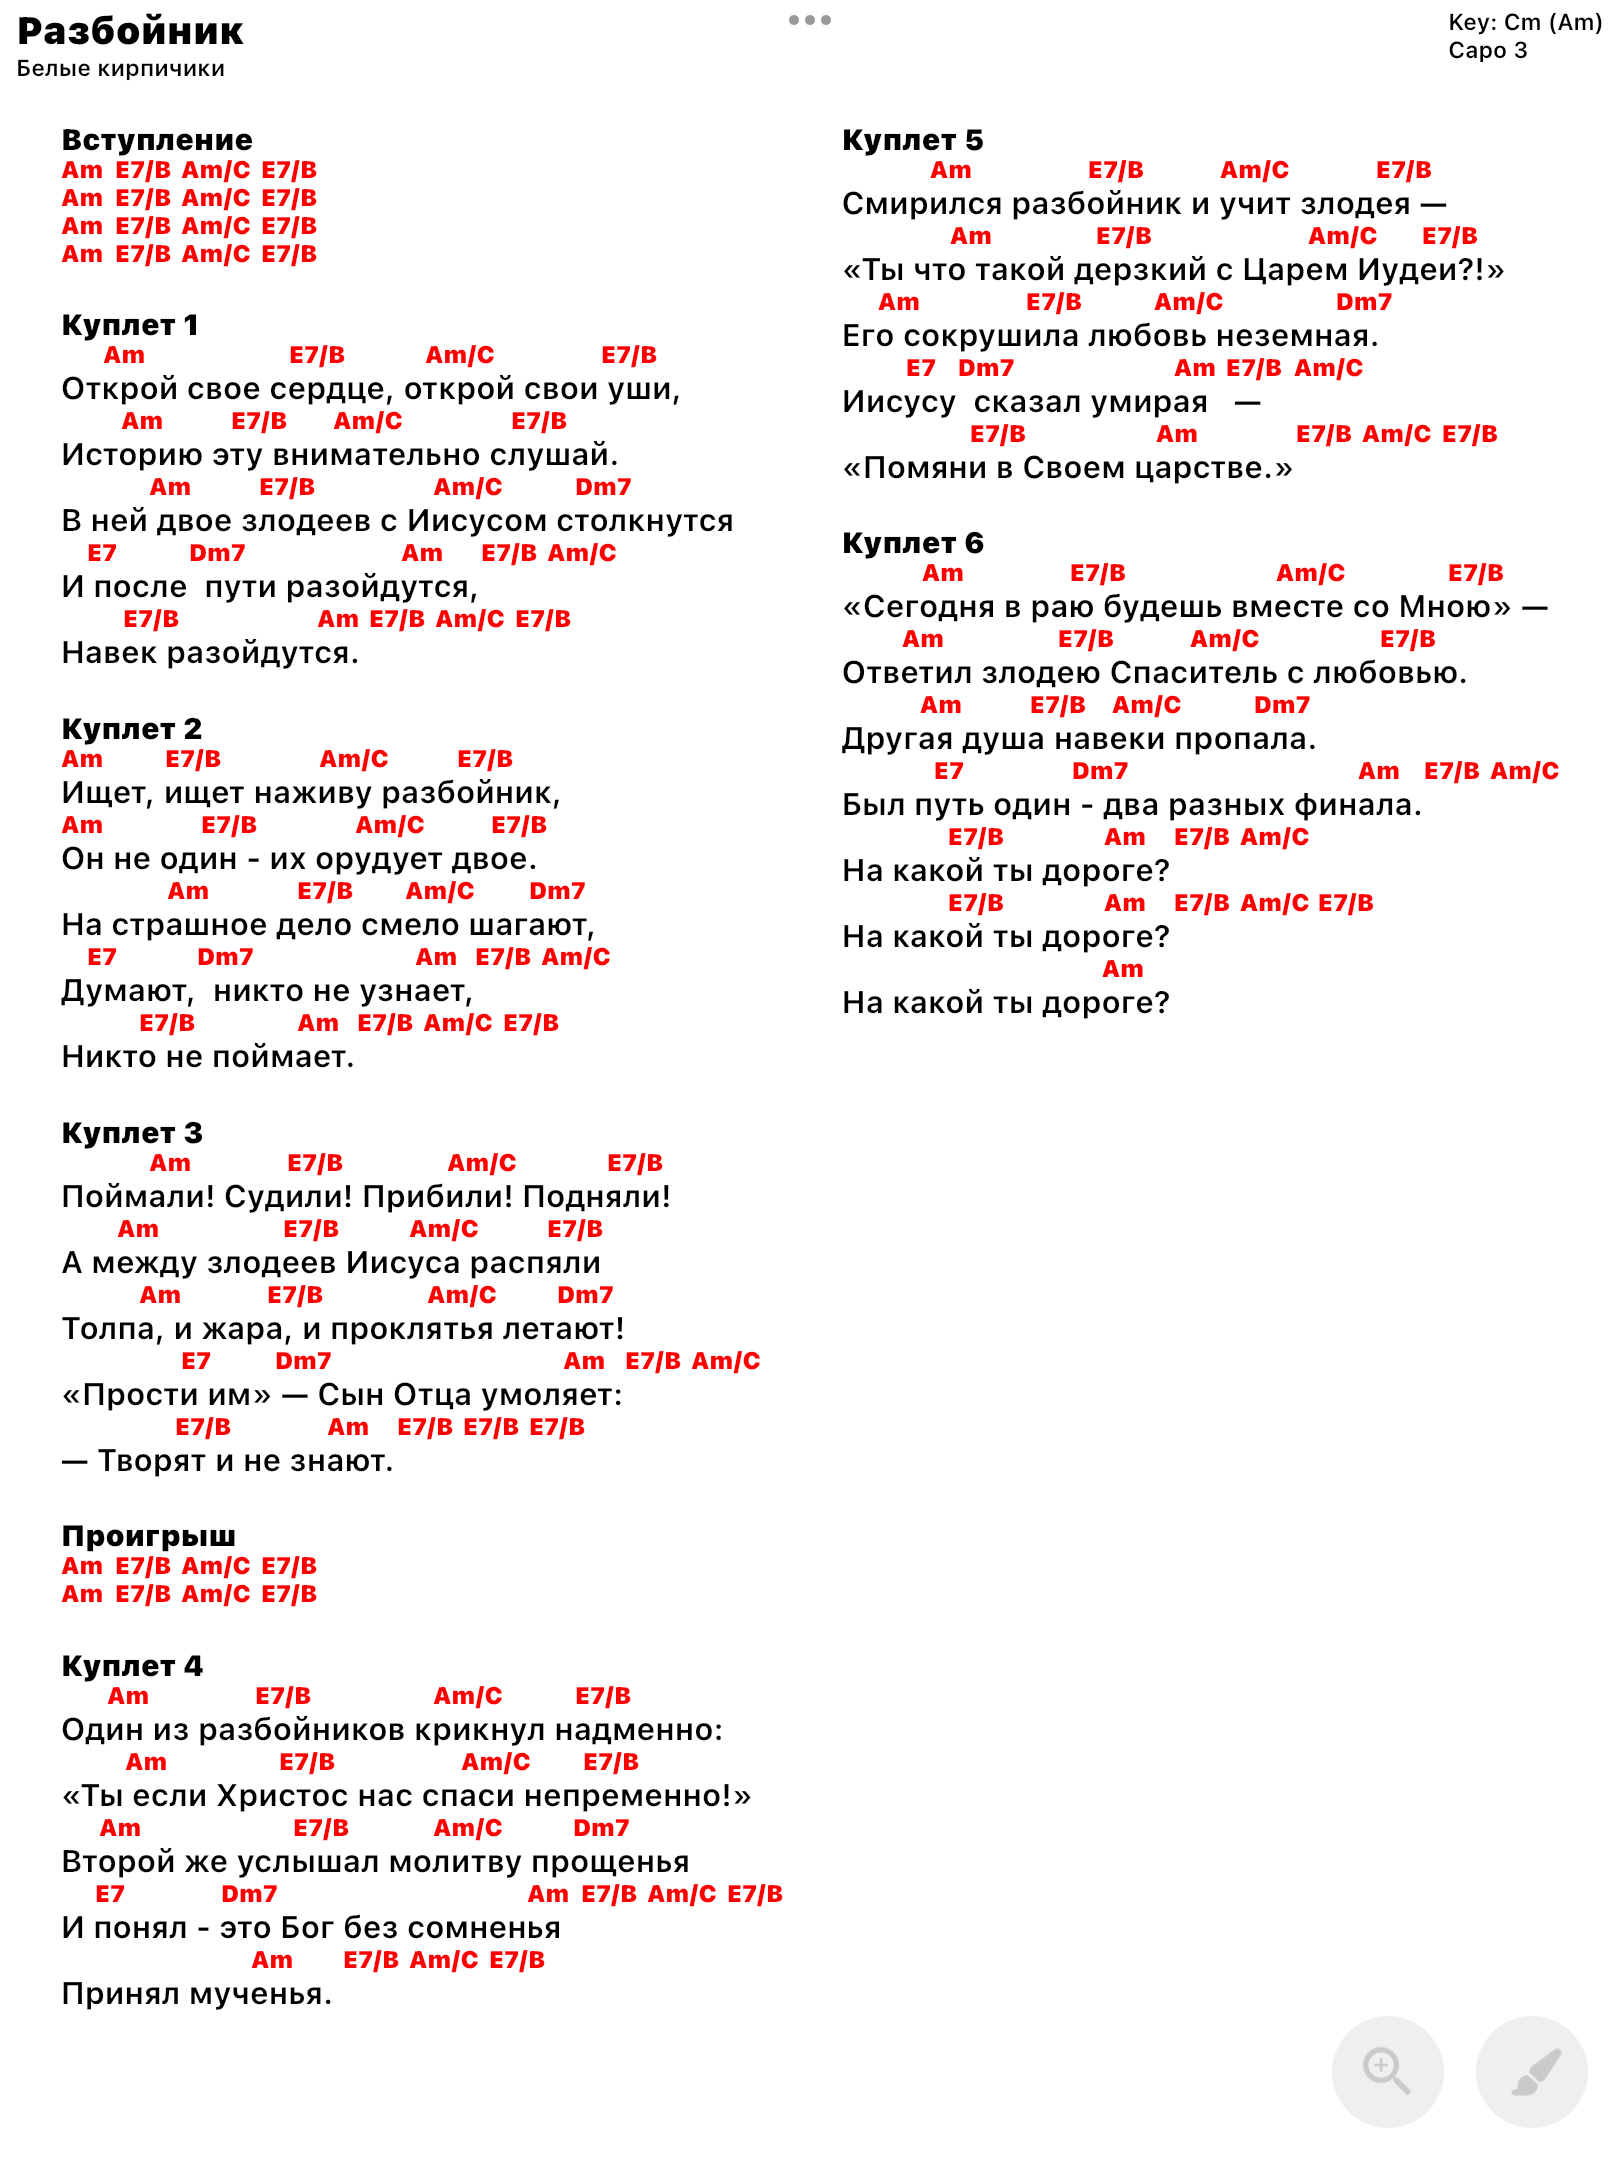 Разбойник
Белые кирпичики
Key: Cm (Am)
Capo 3
Вступление
Am E7/B Am/C E7/B
Am E7/B Am/C E7/B
Am E7/B Am/C E7/B
Am E7/B Am/C E7/B
Куплет 1
Am E7/B Am/C E7/B
Открой свое сердце, открой свои уши,
Am E7/B Am/C E7/B
Историю эту внимательно слушай.
Am E7/B Am/C Dm7
В ней двое злодеев с Иисусом столкнутся
E7 Dm7 Am E7/B Am/C
И после пути разойдутся,
E7/B Am E7/B Am/C E7/B
Навек разойдутся.
Куплет 2
Am E7/B Am/C E7/B
Ищет, ищет наживу разбойник,
Am E7/B Am/C E7/B
Он не один - их орудует двое.
Am E7/B Am/C Dm7
На страшное дело смело шагают,
E7 Dm7 Am E7/B Am/C
Думают, никто не узнает,
E7/B Am E7/B Am/C E7/B
Никто не поймает.
Куплет 3
Am E7/B Am/C E7/B
Поймали! Судили! Прибили! Подняли!
Am E7/B Am/C E7/B
А между злодеев Иисуса распяли
Am E7/B Am/C Dm7
Толпа, и жара, и проклятья летают!
E7 Dm7 Am E7/B Am/C
«Прости им» — Сын Отца умоляет:
E7/B Am E7/B E7/B E7/B
— Творят и не знают.
Проигрыш
Am E7/B Am/C E7/B
Am E7/B Am/C E7/B
Куплет 4
Am E7/B Am/C E7/B
Один из разбойников крикнул надменно:
Am E7/B Am/C E7/B
«Ты если Христос нас спаси непременно!»
Am E7/B Am/C Dm7
Второй же услышал молитву прощенья
E7 Dm7 Am E7/B Am/C E7/B
И понял - это Бог без сомненья
Am E7/B Am/C E7/B
Принял мученья.
Куплет 5
Am E7/B Am/C E7/B
Смирился разбойник и учит злодея —
Am E7/B Am/C E7/B
«Ты что такой дерзкий с Царем Иудеи?!»
Am E7/B Am/C Dm7
Его сокрушила любовь неземная.
E7 Dm7 Am E7/B Am/C
Иисусу сказал умирая —
E7/B Am E7/B Am/C E7/B
«Помяни в Своем царстве.»
Куплет 6
Am E7/B Am/C E7/B
«Сегодня в раю будешь вместе со Мною» —
Am E7/B Am/C E7/B
Ответил злодею Спаситель с любовью.
Am E7/B Am/C Dm7
Другая душа навеки пропала.
E7 Dm7 Am E7/B Am/C
Был путь один - два разных финала.
E7/B Am E7/B Am/C
На какой ты дороге?
E7/B Am E7/B Am/C E7/B
На какой ты дороге?
Am
На какой ты дороге?